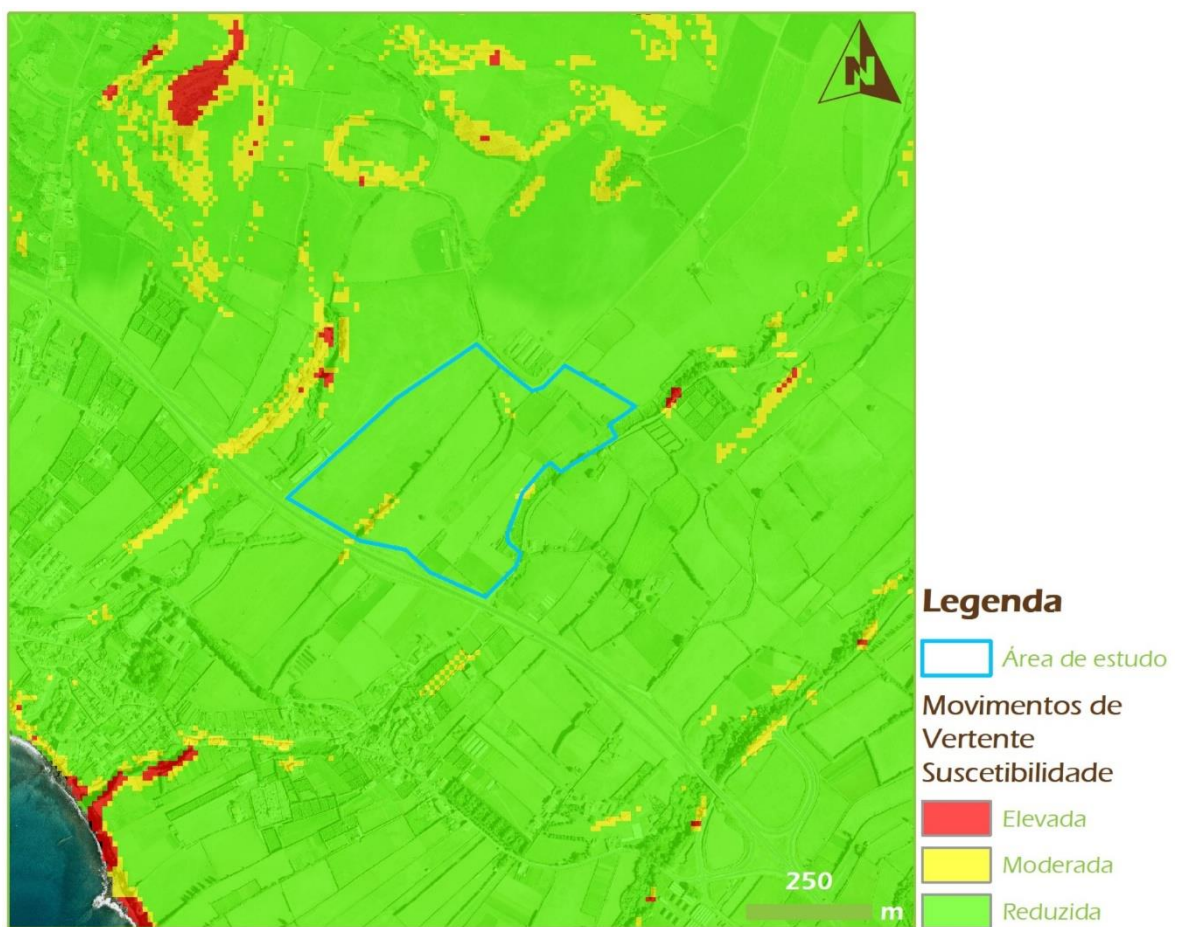 N
Legenda
Área de estudo
Movimentos de
Vertente
Suscetibilidade
Elevada
Moderada
Reduzida
250
m